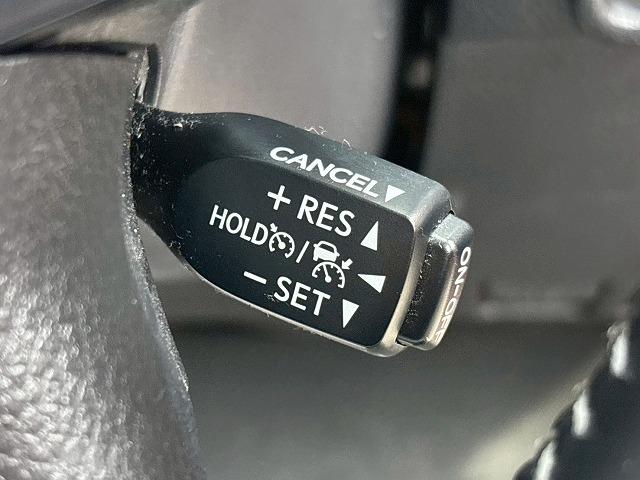 CANCEL
+ RES
HOLD /
- SET
ON-OFF